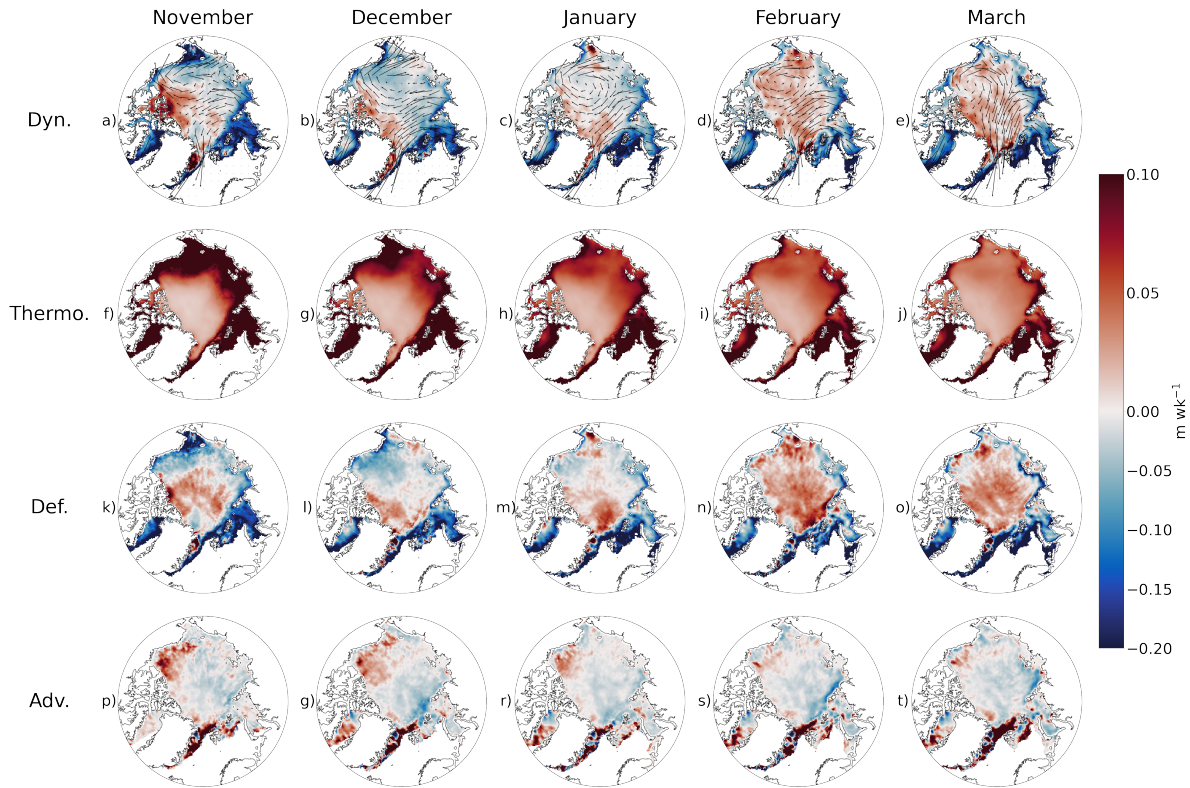 November December January February March
Dyn. a) b) c) d) e)
Thermo. f) g) h) i) j)
Def. k) l) m) n) o)
Adv. p) g) r) s) t)
0.10
0.05
0.00
−0.05
−0.10
−0.15
−0.20
m wk⁻¹